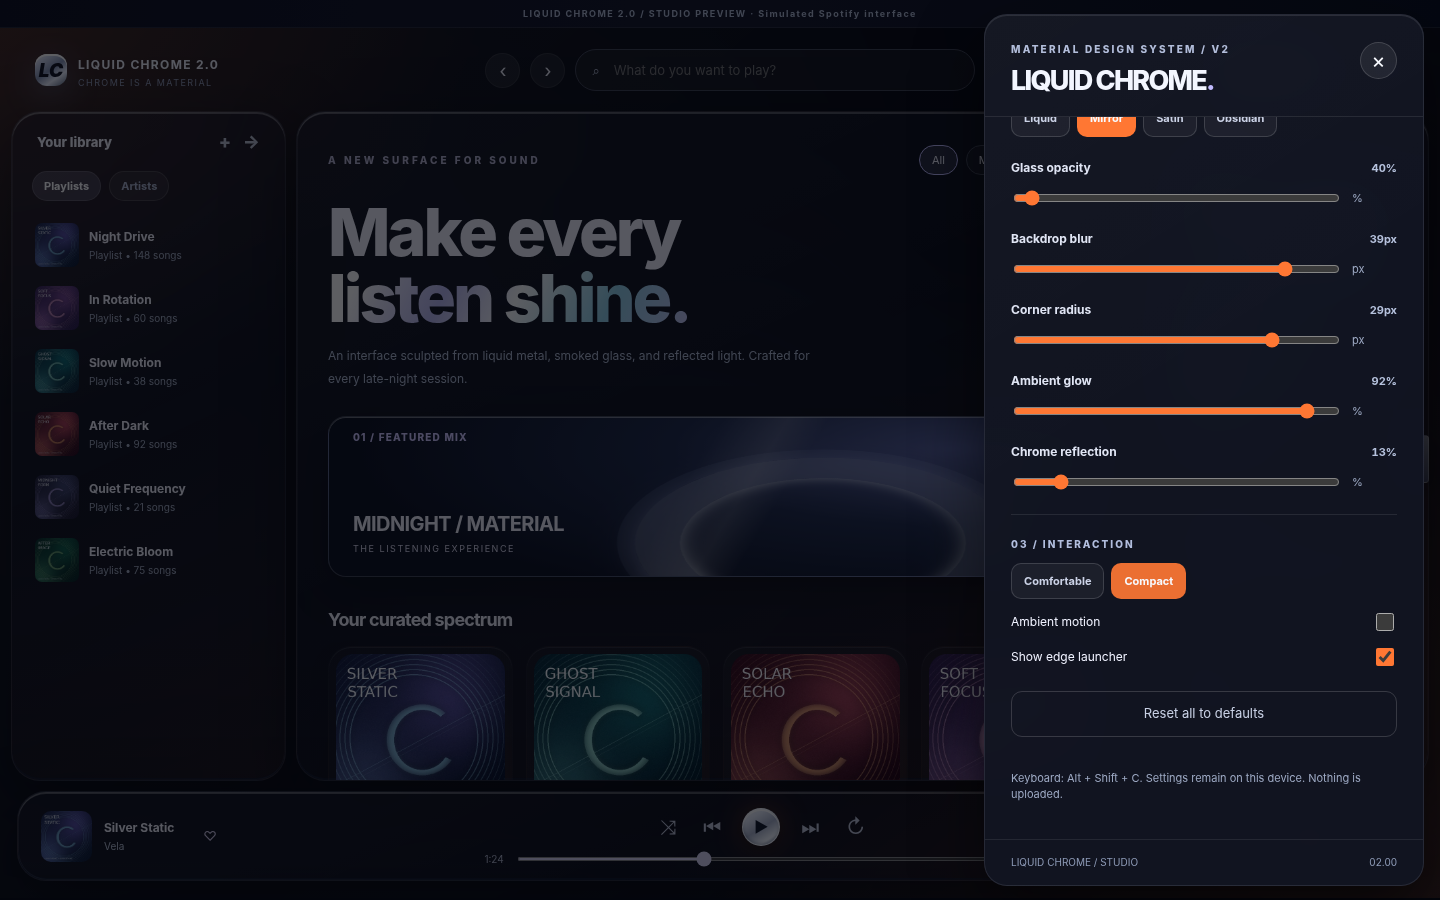 LIQUID CHROME 2.0 / STUDIO PREVIEW · Simulated Spotify interface
LC
LIQUID CHROME 2.0
CHROME IS A MATERIAL
What do you want to play?
Your library
Playlists
Artists
Night Drive
Playlist • 148 songs
In Rotation
Playlist • 60 songs
Slow Motion
Playlist • 38 songs
After Dark
Playlist • 92 songs
Quiet Frequency
Playlist • 21 songs
Electric Bloom
Playlist • 75 songs
A NEW SURFACE FOR SOUND
All
Make every
listen shine.
An interface sculpted from liquid metal, smoked glass, and reflected light. Crafted for
every late-night session.
01 / FEATURED MIX
MIDNIGHT / MATERIAL
THE LISTENING EXPERIENCE
Your curated spectrum
SILVER
STATIC
GHOST
SIGNAL
SOLAR
ECHO
SOFT
FOCUS
Silver Static
Vela
1:24
MATERIAL DESIGN SYSTEM / V2
LIQUID CHROME.
Liquid
Mirror
Satin
Obsidian
Glass opacity
40%
%
Backdrop blur
39px
px
Corner radius
29px
px
Ambient glow
92%
%
Chrome reflection
13%
%
03 / INTERACTION
Comfortable
Compact
Ambient motion
Show edge launcher
Reset all to defaults
Keyboard: Alt + Shift + C. Settings remain on this device. Nothing is
uploaded.
LIQUID CHROME / STUDIO
02.00